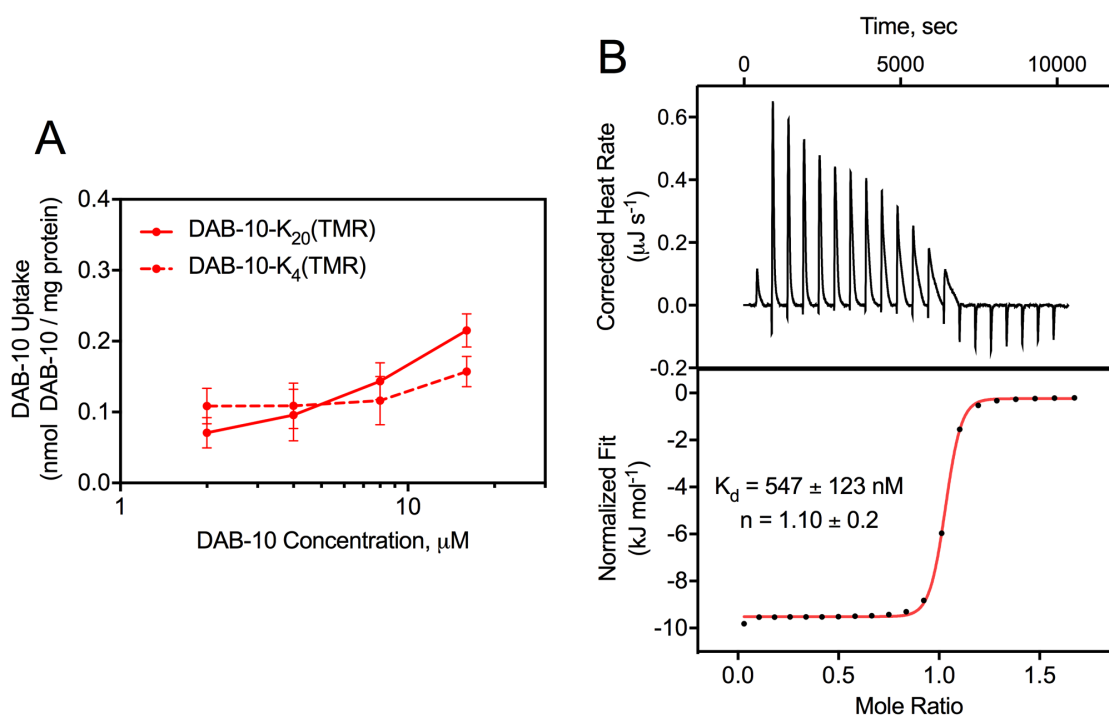 A
DAB-10 Uptake
(nmol DAB-10 / mg protein)
0.4
0.3
0.2
0.1
0.0
DAB-10-K20(TMR)
DAB-10-K4(TMR)
1
10
DAB-10 Concentration, μM
B
Time, sec
0
5000
10000
Corrected Heat Rate
(μJ s-1)
0.6
0.4
0.2
0.0
-0.2
Normalized Fit
(kJ mol-1)
0
-2
-4
-6
-8
-10
Kd = 547 ± 123 nM
n = 1.10 ± 0.2
0.0
0.5
1.0
1.5
Mole Ratio